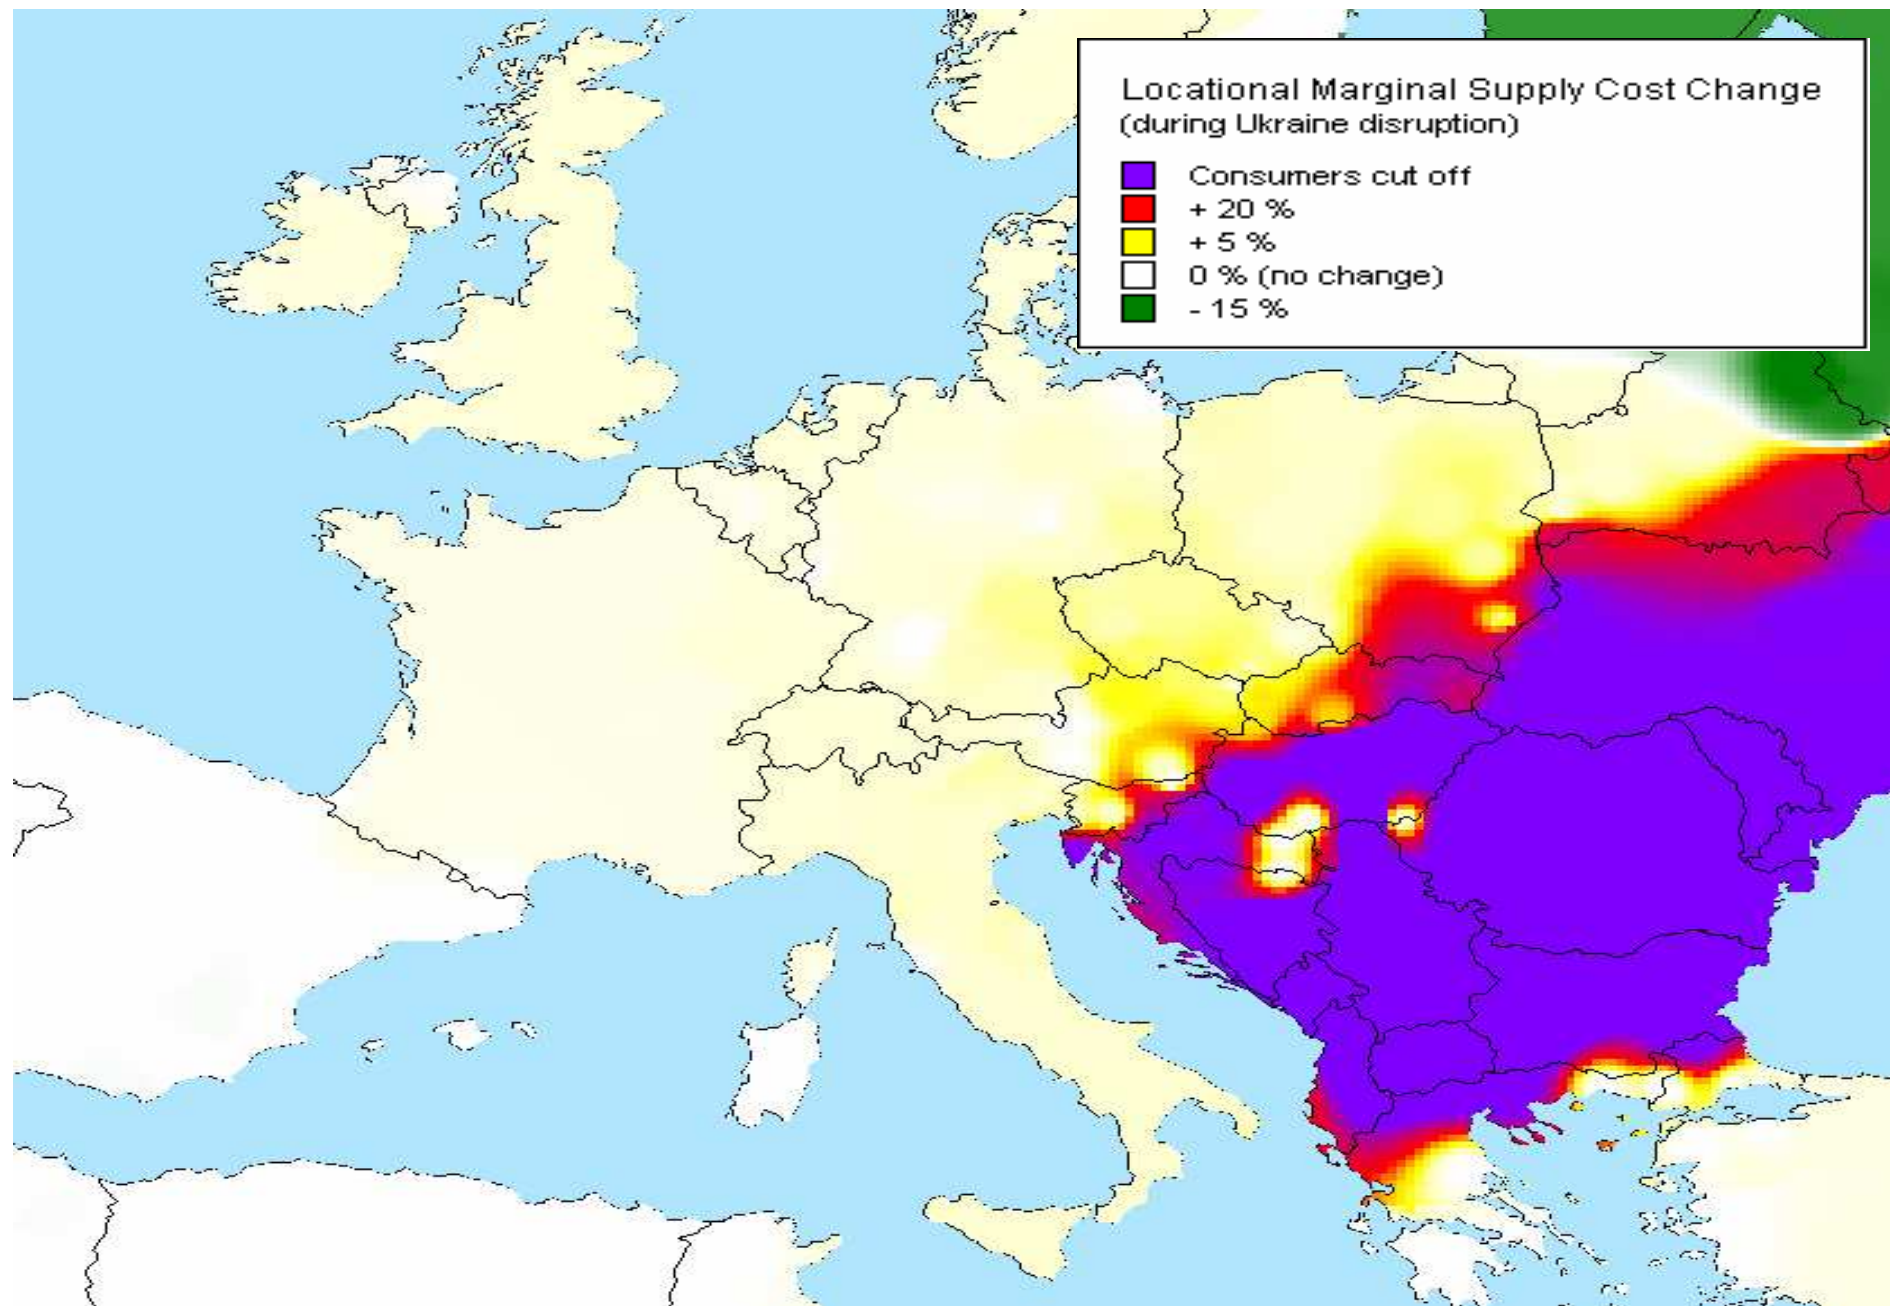 Locational Marginal Supply Cost Change
(during Ukraine disruption)
Consumers cut off
+ 20 %
+ 5 %
0 % (no change)
- 15 %